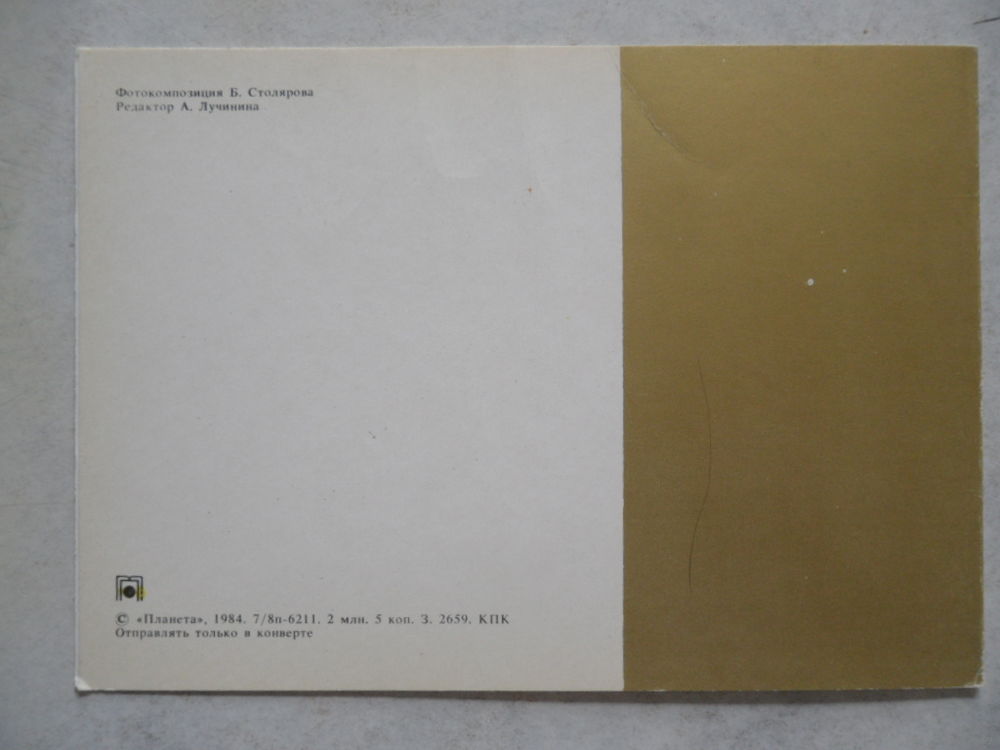 Фотокомпозиция Б. Столярова
Редактор А. Лучинина
© «Планета», 1984. 7/8п-6211. 2 млн. 5 коп. З. 2659. КПК
Отправлять только в конверте